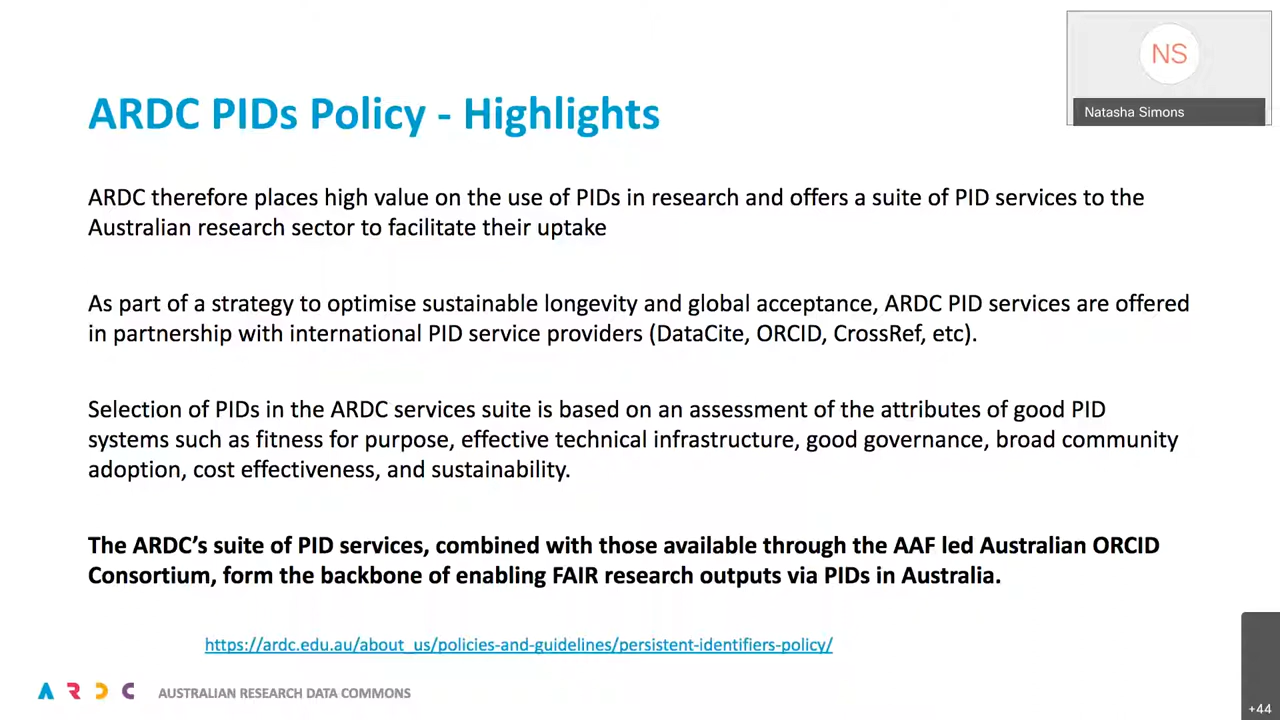 NS
Natasha Simons
ARDC PIDs Policy - Highlights
ARDC therefore places high value on the use of PIDs in research and offers a suite of PID services to the
Australian research sector to facilitate their uptake
As part of a strategy to optimise sustainable longevity and global acceptance, ARDC PID services are offered
in partnership with international PID service providers (DataCite, ORCID, CrossRef, etc).
Selection of PIDs in the ARDC services suite is based on an assessment of the attributes of good PID
systems such as fitness for purpose, effective technical infrastructure, good governance, broad community
adoption, cost effectiveness, and sustainability.
The ARDC’s suite of PID services, combined with those available through the AAF led Australian ORCID
Consortium, form the backbone of enabling FAIR research outputs via PIDs in Australia.
https://ardc.edu.au/about_us/policies-and-guidelines/persistent-identifiers-policy/
ARDC AUSTRALIAN RESEARCH DATA COMMONS
+44